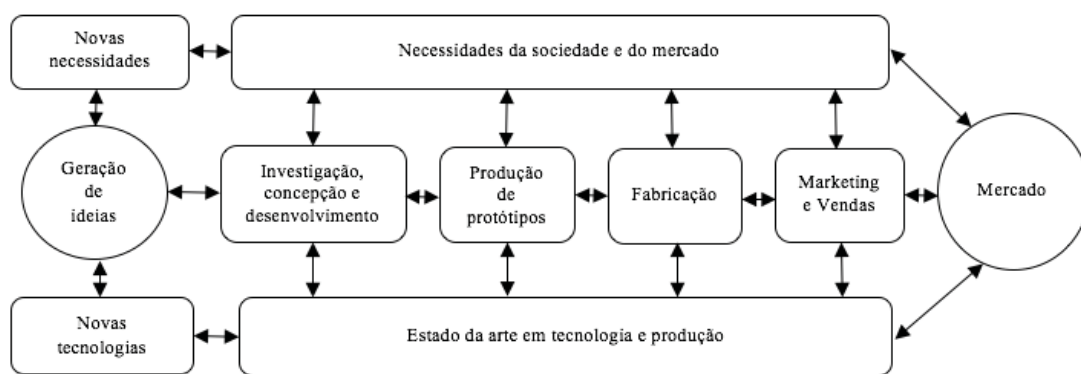 Novas
necessidades
Necessidades da sociedade e do mercado
Geração
de
ideias
Investigação,
concepção e
desenvolvimento
Produção
de
protótipos
Fabricação
Marketing
e Vendas
Mercado
Novas
tecnologias
Estado da arte em tecnologia e produção